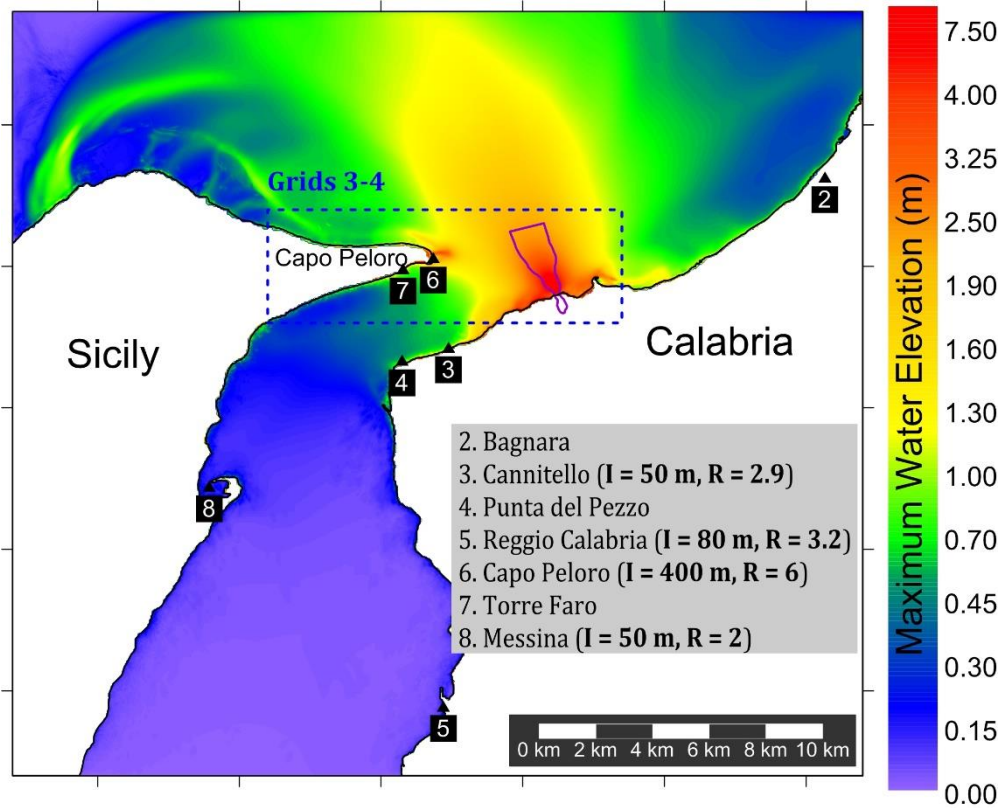 Grids 3-4
2
Capo Peloro
6
7
Sicily
Calabria
3
4
8
5
2. Bagnara
3. Cannitello (I = 50 m, R = 2.9)
4. Punta del Pezzo
5. Reggio Calabria (I = 80 m, R = 3.2)
6. Capo Peloro (I = 400 m, R = 6)
7. Torre Faro
8. Messina (I = 50 m, R = 2)
0 km 2 km 4 km 6 km 8 km 10 km
Maximum Water Elevation (m)
7.50
4.00
3.25
2.50
1.90
1.60
1.30
1.00
0.70
0.45
0.30
0.15
0.00